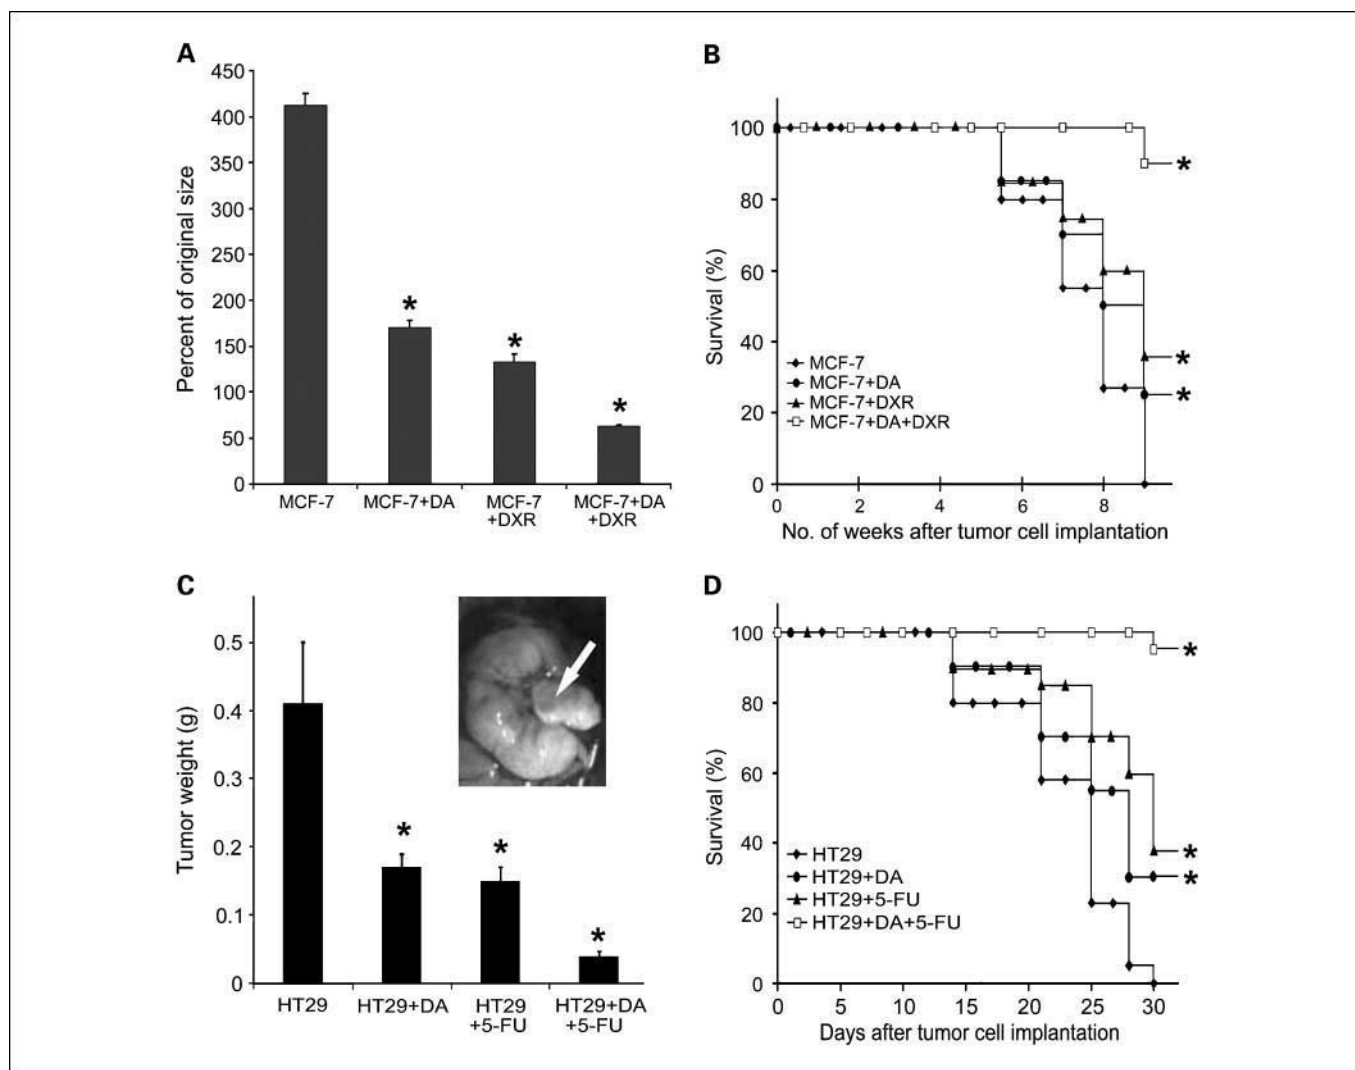 A
450
400
350
300
250
200
150
100
50
0
Percent of original size
*
*
*
MCF-7
MCF-7+DA
MCF-7
+DXR
MCF-7+DA
+DXR
B
100
80
60
40
20
0
Survival (%)
*
*
*
MCF-7
MCF-7+DA
MCF-7+DXR
MCF-7+DA+DXR
0 2 4 6 8
No. of weeks after tumor cell implantation
C
0.5
0.4
0.3
0.2
0.1
0
Tumor weight (g)
*
*
*
HT29
HT29+DA
HT29
+5-FU
HT29+DA
+5-FU
D
100
80
60
40
20
0
Survival (%)
*
*
*
HT29
HT29+DA
HT29+5-FU
HT29+DA+5-FU
0 5 10 15 20 25 30
Days after tumor cell implantation